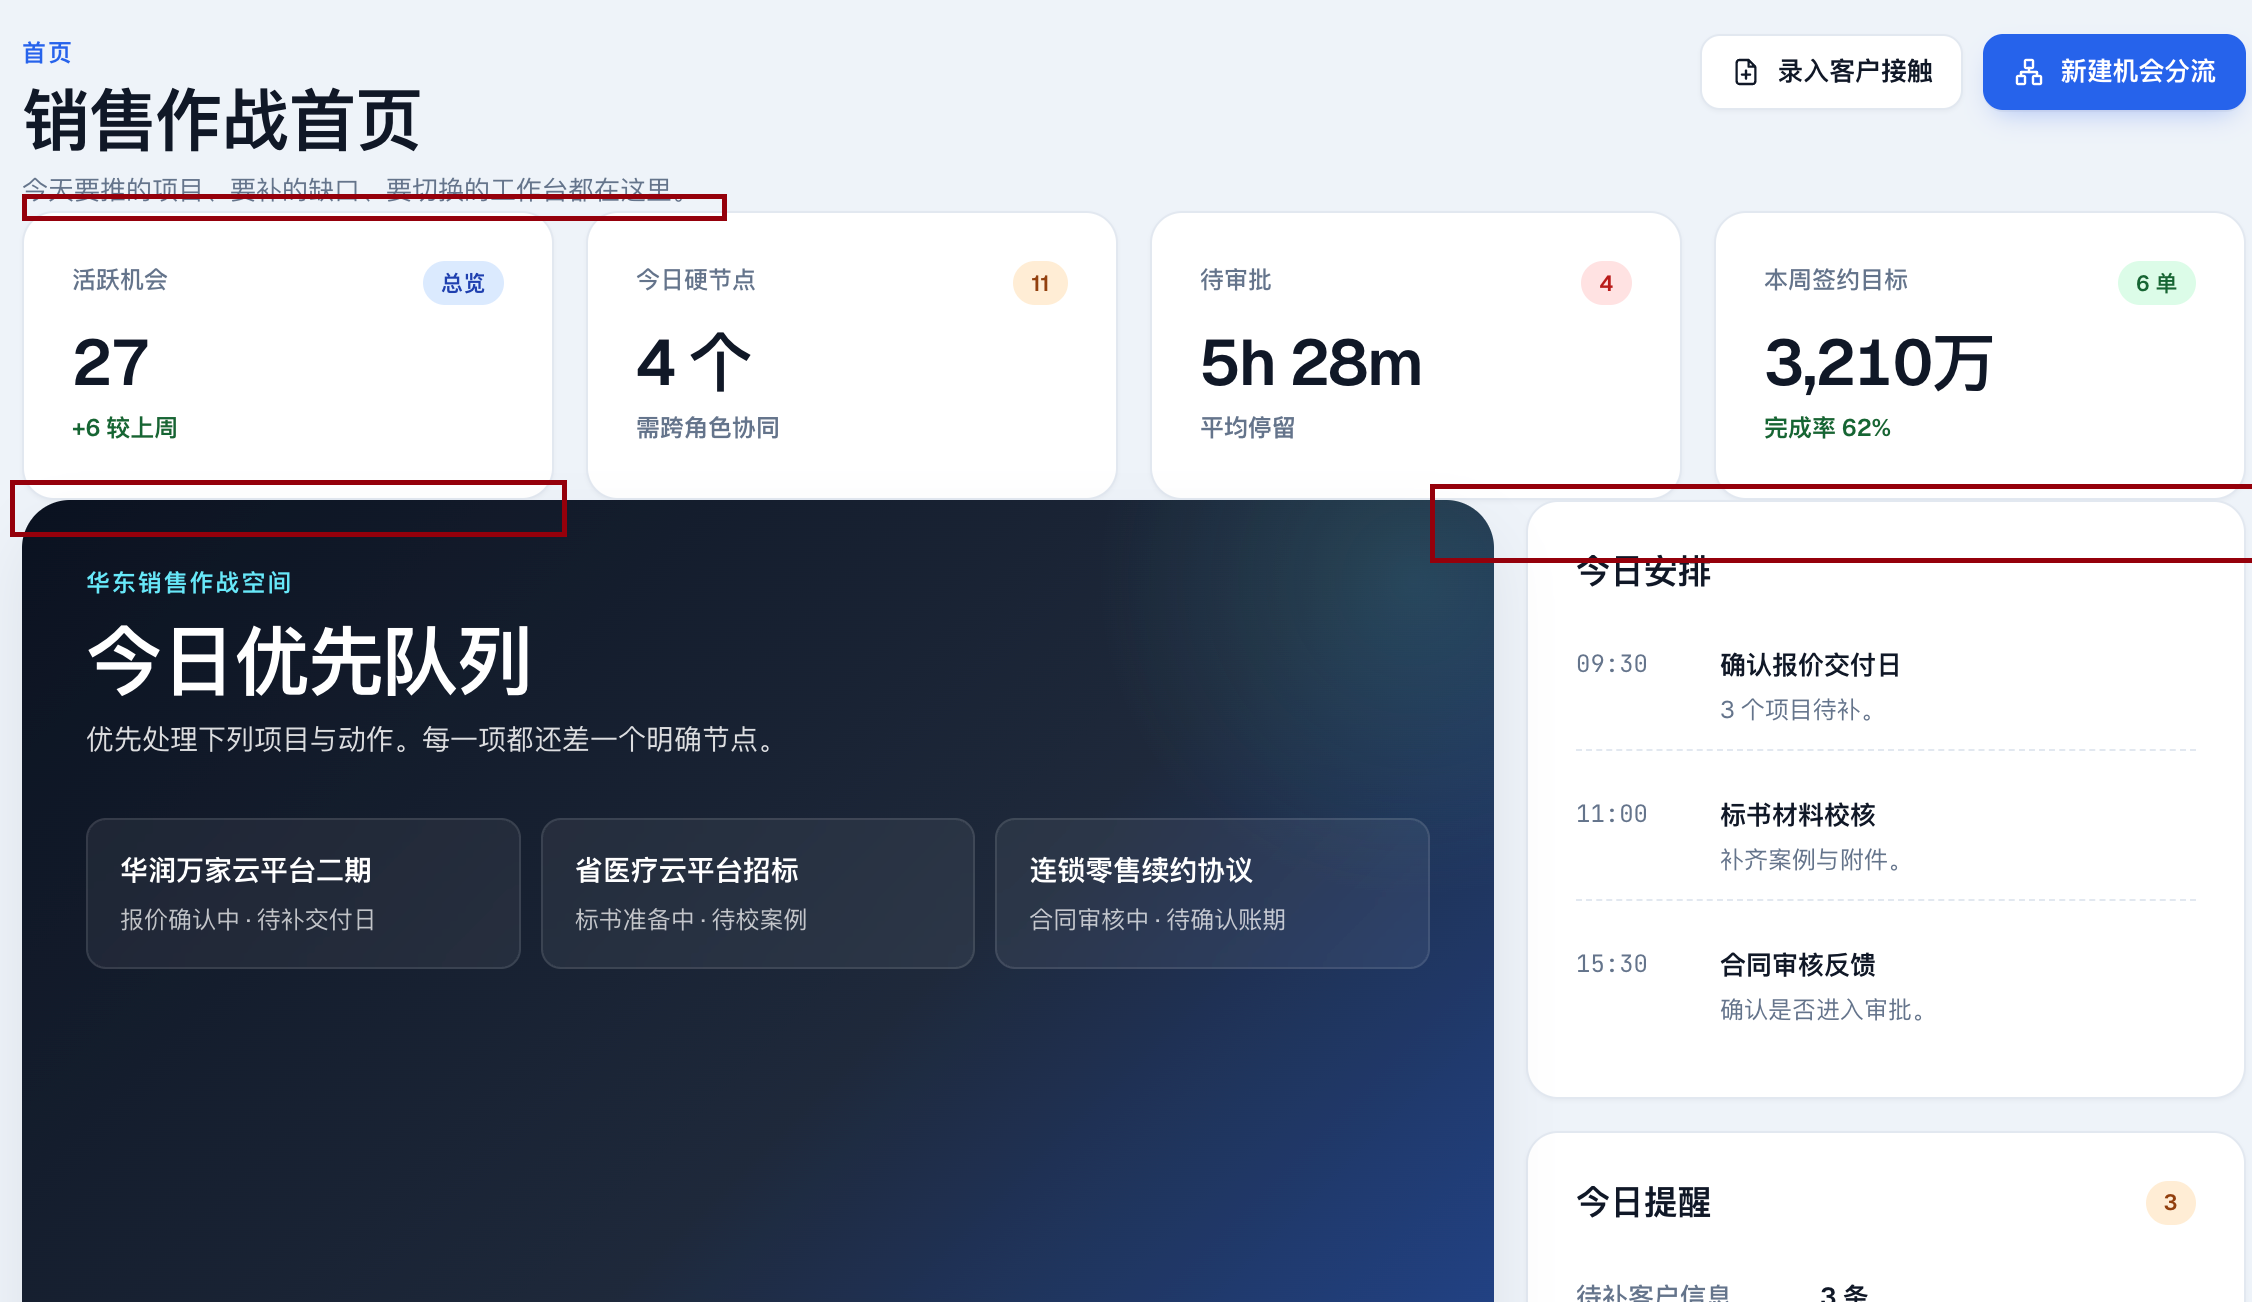 首页
销售作战首页
今天要推的项目、要补的缺口、要切换的工作台都在这里。
录入客户接触
新建机会分流
活跃机会
总览
27
+6 较上周
今日硬节点
11
4 个
需跨角色协同
待审批
4
5h 28m
平均停留
本周签约目标
6 单
3,210万
完成率 62%
华东销售作战空间
今日优先队列
优先处理下列项目与动作。每一项都还差一个明确节点。
华润万家云平台二期
报价确认中 · 待补交付日
省医疗云平台招标
标书准备中 · 待校案例
连锁零售续约协议
合同审核中 · 待确认账期
今日安排
09:30
确认报价交付日
3 个项目待补。
11:00
标书材料校核
补齐案例与附件。
15:30
合同审核反馈
确认是否进入审批。
今日提醒
3
待补客户信息
3 条